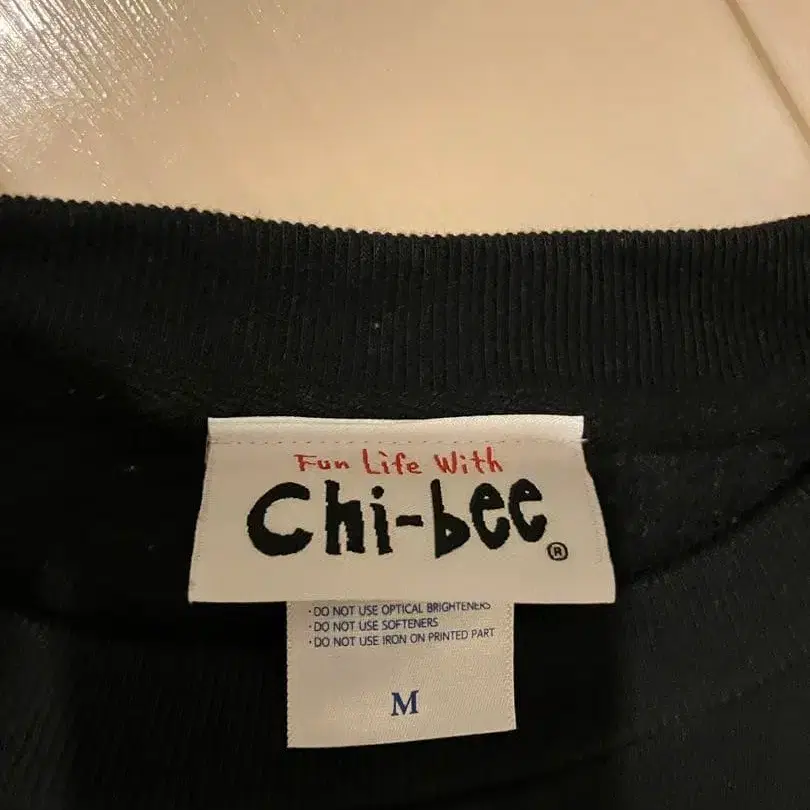 Fun Life With
Chi-bee®
·DO NOT USE OPTICAL BRIGHTENERS
·DO NOT USE SOFTENERS
·DO NOT USE IRON ON PRINTED PART
M